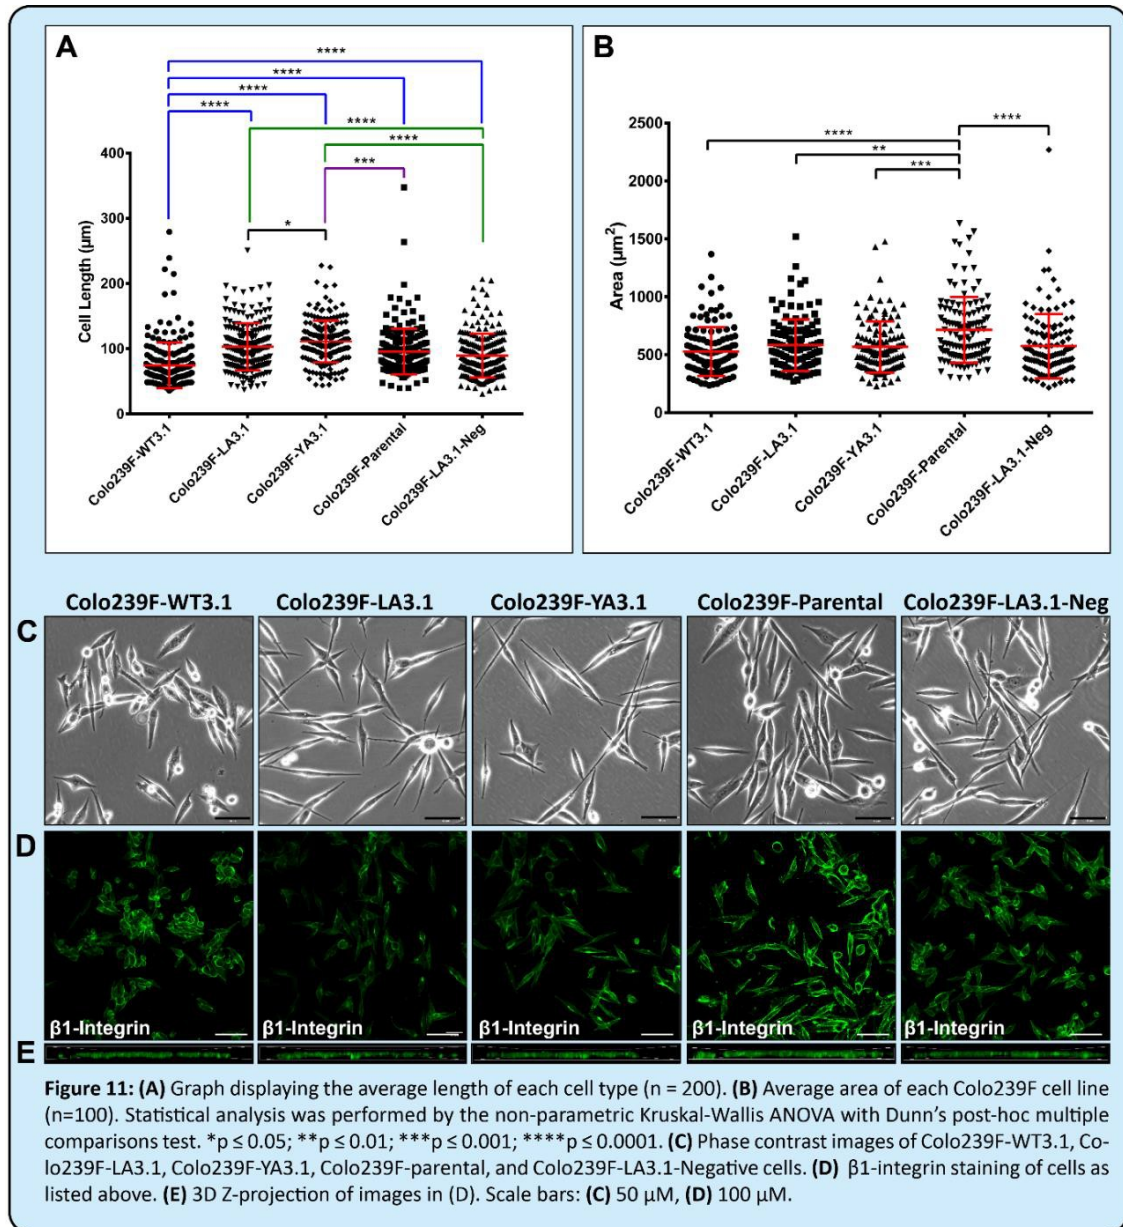 A
B
****
****
****
****
****
****
***
*
Cell Length (µm)
400
300
200
100
0
Colo239F-WT3.1
Colo239F-LA3.1
Colo239F-YA3.1
Colo239F-Parental
Colo239F-LA3.1-Neg
****
****
**
***
Area (µm²)
2500
2000
1500
1000
500
0
Colo239F-WT3.1
Colo239F-LA3.1
Colo239F-YA3.1
Colo239F-Parental
Colo239F-LA3.1-Neg
Colo239F-WT3.1 Colo239F-LA3.1 Colo239F-YA3.1 Colo239F-Parental Colo239F-LA3.1-Neg
C
D
β1-Integrin β1-Integrin β1-Integrin β1-Integrin β1-Integrin
E
Figure 11: (A) Graph displaying the average length of each cell type (n = 200). (B) Average area of each Colo239F cell line
(n=100). Statistical analysis was performed by the non-parametric Kruskal-Wallis ANOVA with Dunn's post-hoc multiple
comparisons test. *p ≤ 0.05; **p ≤ 0.01; ***p ≤ 0.001; ****p ≤ 0.0001. (C) Phase contrast images of Colo239F-WT3.1, Co-
lo239F-LA3.1, Colo239F-YA3.1, Colo239F-parental, and Colo239F-LA3.1-Negative cells. (D) β1-integrin staining of cells as
listed above. (E) 3D Z-projection of images in (D). Scale bars: (C) 50 µM, (D) 100 µM.